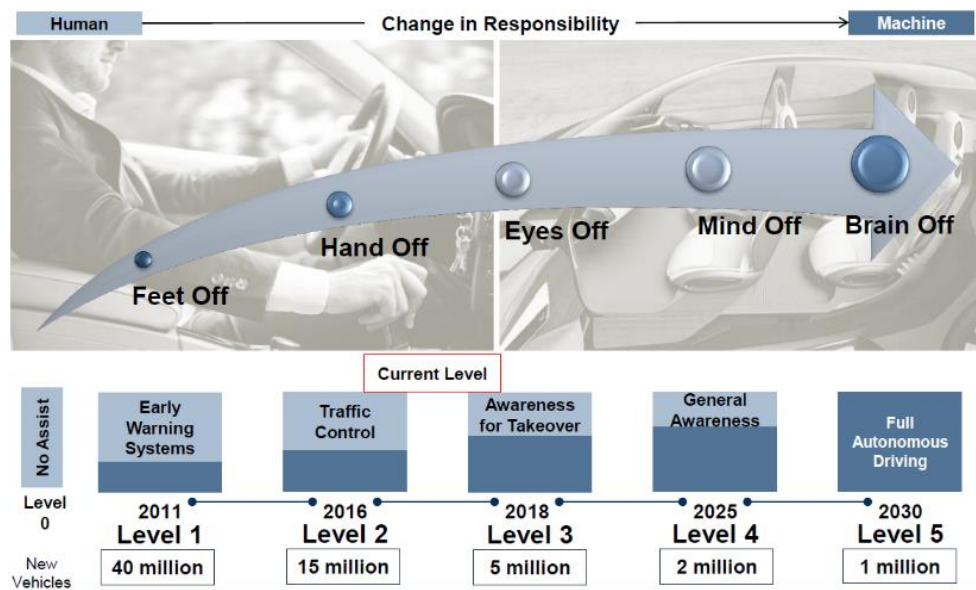 Human
Change in Responsibility
Machine
Feet Off
Hand Off
Eyes Off
Mind Off
Brain Off
Current Level
No Assist
Early
Warning
Systems
Traffic
Control
Awareness
for Takeover
General
Awareness
Full
Autonomous
Driving
Level
0
2011
Level 1
2016
Level 2
2018
Level 3
2025
Level 4
2030
Level 5
New
Vehicles
40 million
15 million
5 million
2 million
1 million